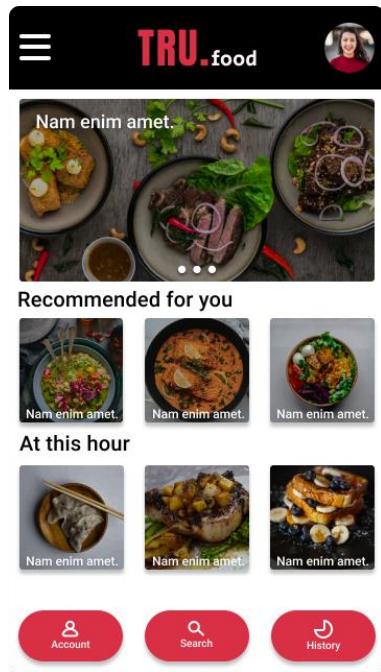 TRU.food
Nam enim amet.
Recommended for you
Nam enim amet. Nam enim amet. Nam enim amet.
At this hour
Nam enim amet. Nam enim amet. Nam enim amet.
Account Search History